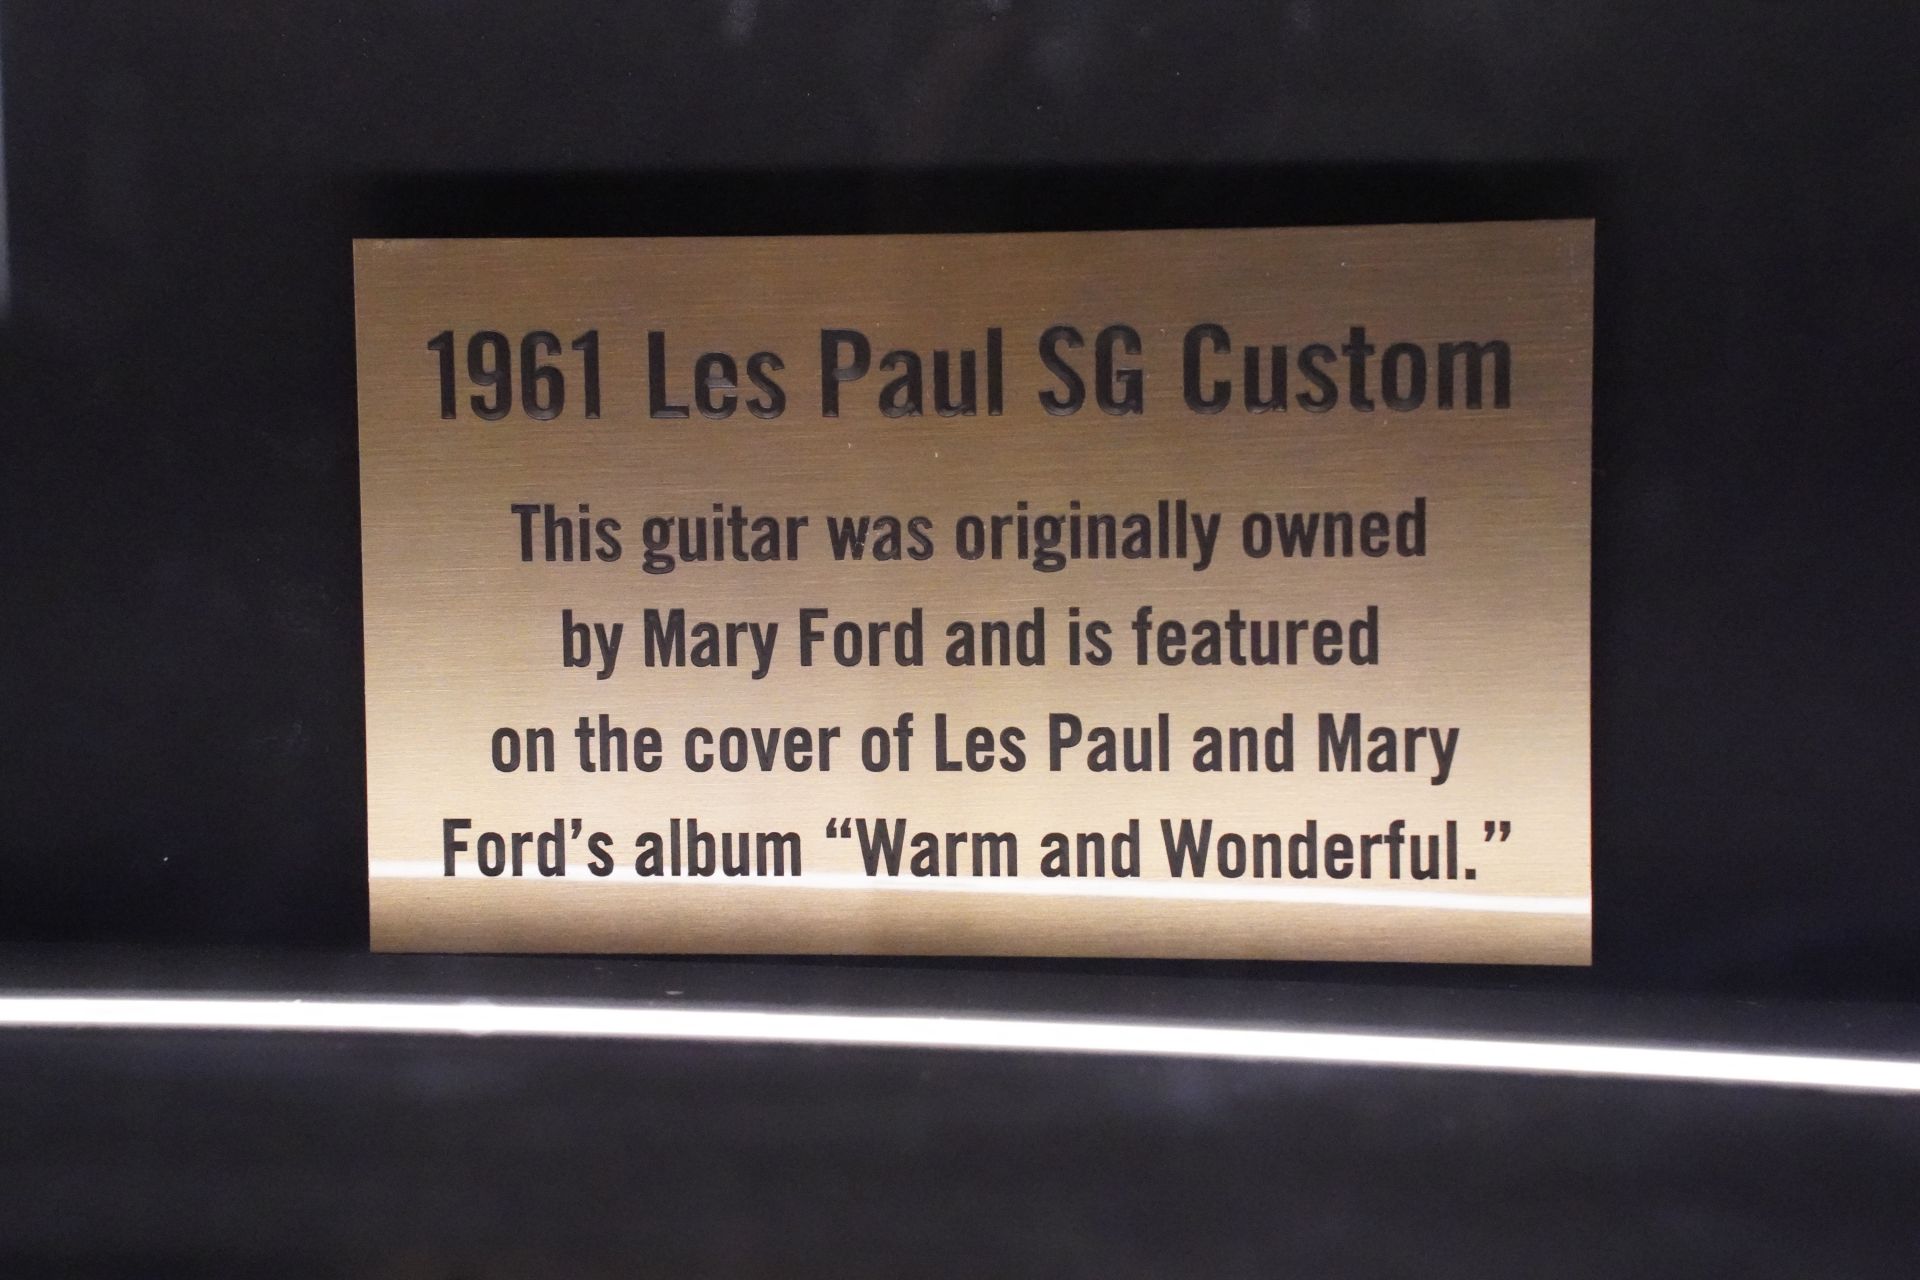 1961 Les Paul SG Custom
This guitar was originally owned
by Mary Ford and is featured
on the cover of Les Paul and Mary
Ford’s album “Warm and Wonderful.”